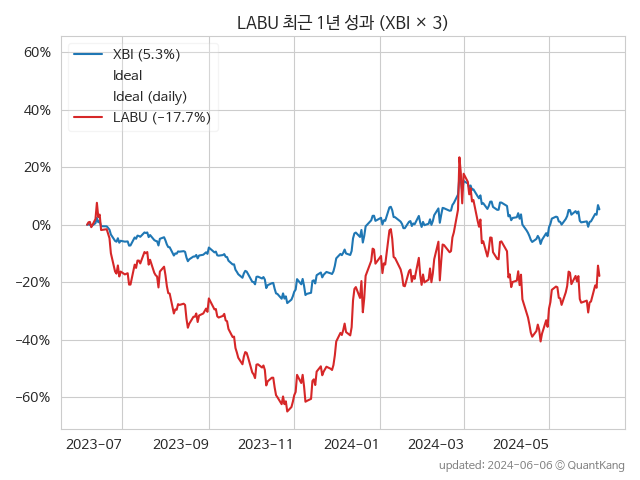 LABU 최근 1년 성과 (XBI × 3)
60%
40%
20%
0%
−20%
−40%
−60%
XBI (5.3%)
Ideal
Ideal (daily)
LABU (−17.7%)
2023-07 2023-09 2023-11 2024-01 2024-03 2024-05
updated: 2024-06-06 © QuantKang